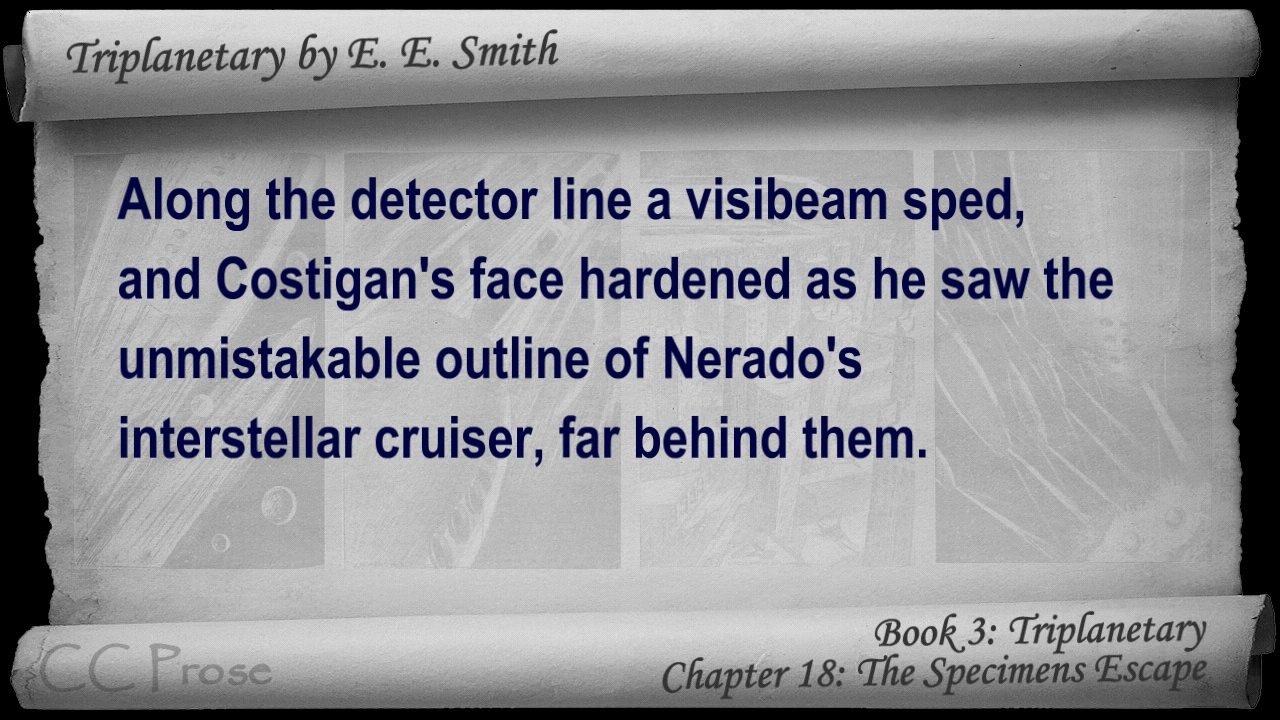 Triplanetary by E. E. Smith
Along the detector line a visibeam sped,
and Costigan's face hardened as he saw the
unmistakable outline of Nerado's
interstellar cruiser, far behind them.
Book 3: Triplanetary
Chapter 18: The Specimens Escape
CC Prose